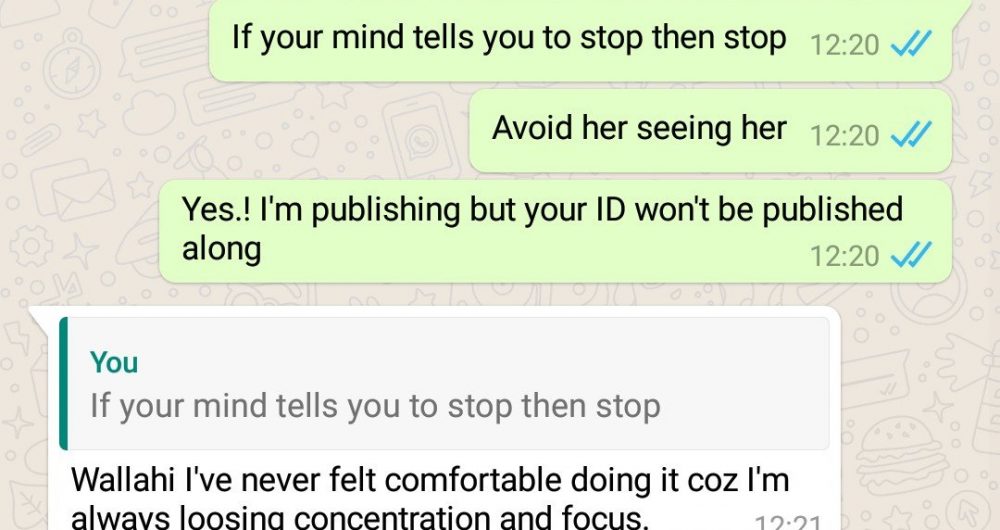 If your mind tells you to stop then stop 12:20
Avoid her seeing her 12:20
Yes.! I'm publishing but your ID won't be published
along 12:20
You
If your mind tells you to stop then stop
Wallahi I've never felt comfortable doing it coz I'm
always loosing concentration and focus. 12:21